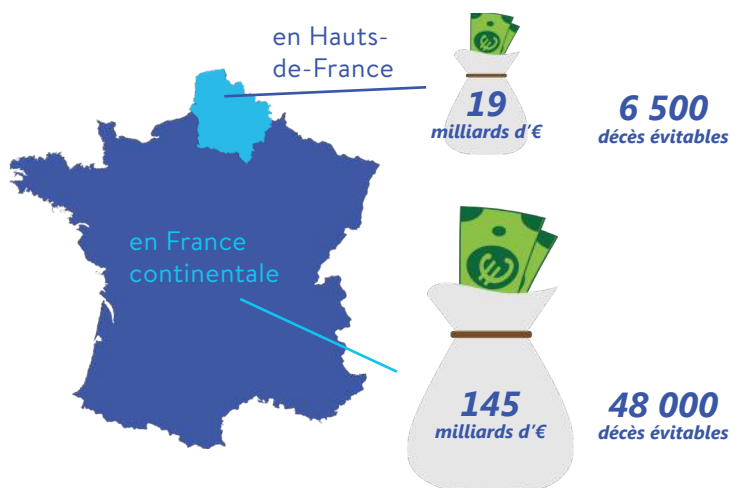 en Hauts-
de-France
19
milliards d'€
6 500
décès évitables
en France
continentale
145
milliards d'€
48 000
décès évitables